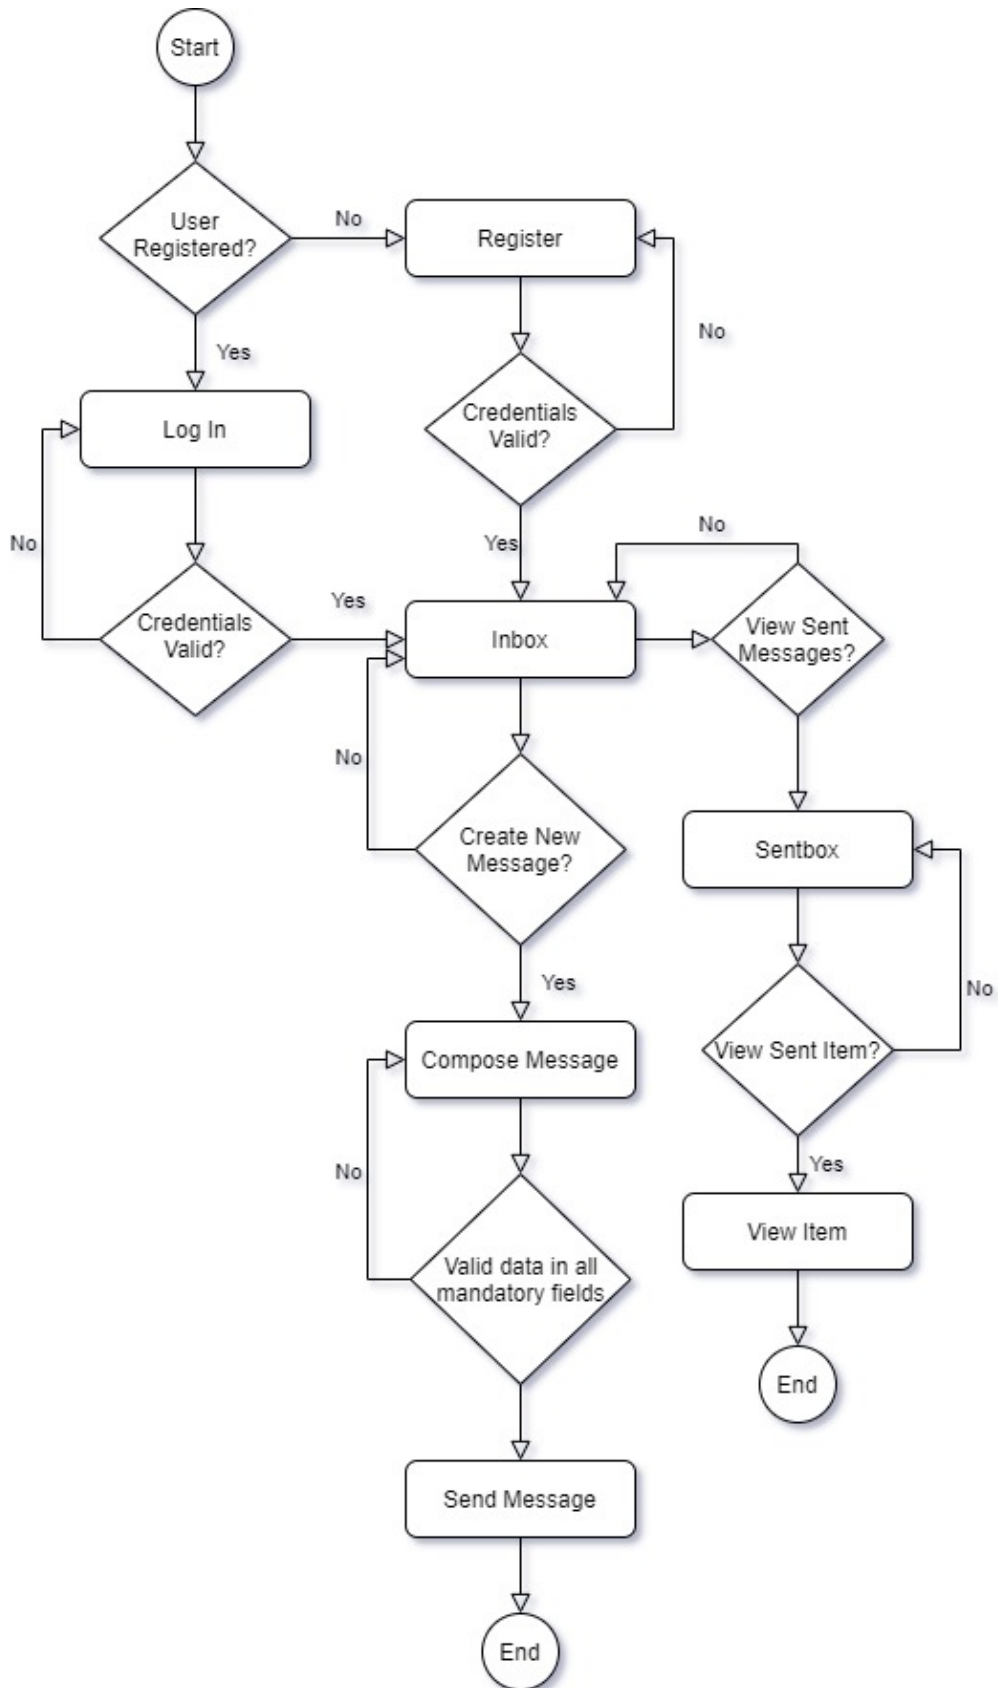 Start
User
Registered?
No
Register
Yes
No
Log In
Credentials
Valid?
No
Yes
No
Credentials
Valid?
Yes
Inbox
View Sent
Messages?
No
Create New
Message?
Sentbox
Yes
No
Compose Message
View Sent Item?
No
Yes
Valid data in all
mandatory fields
View Item
End
Send Message
End